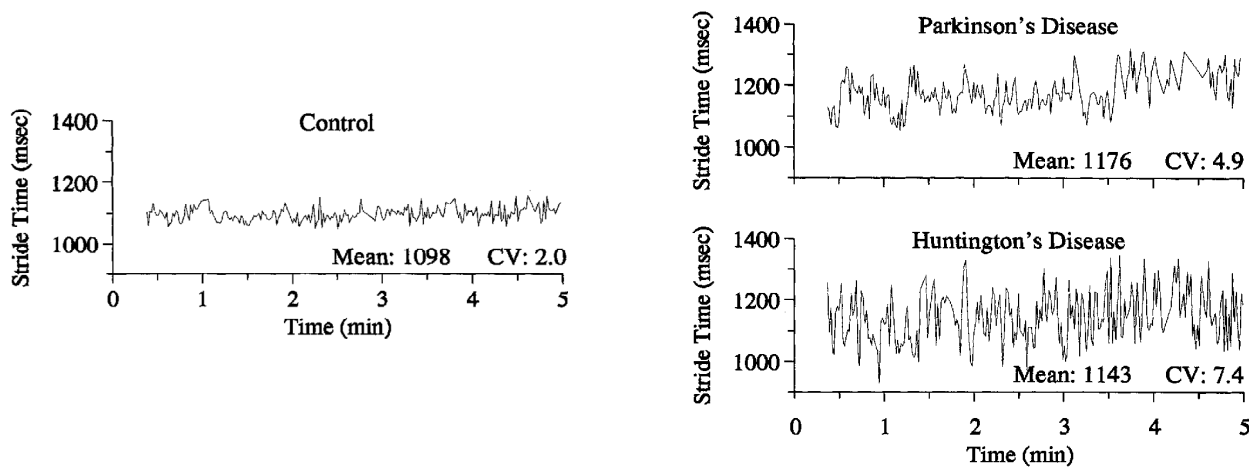 Control
Stride Time (msec)
1400
1200
1000
Mean: 1098 CV: 2.0
0 1 2 3 4 5
Time (min)
Parkinson's Disease
Stride Time (msec)
1400
1200
1000
Mean: 1176 CV: 4.9
Huntington's Disease
Stride Time (msec)
1400
1200
1000
Mean: 1143 CV: 7.4
0 1 2 3 4 5
Time (min)